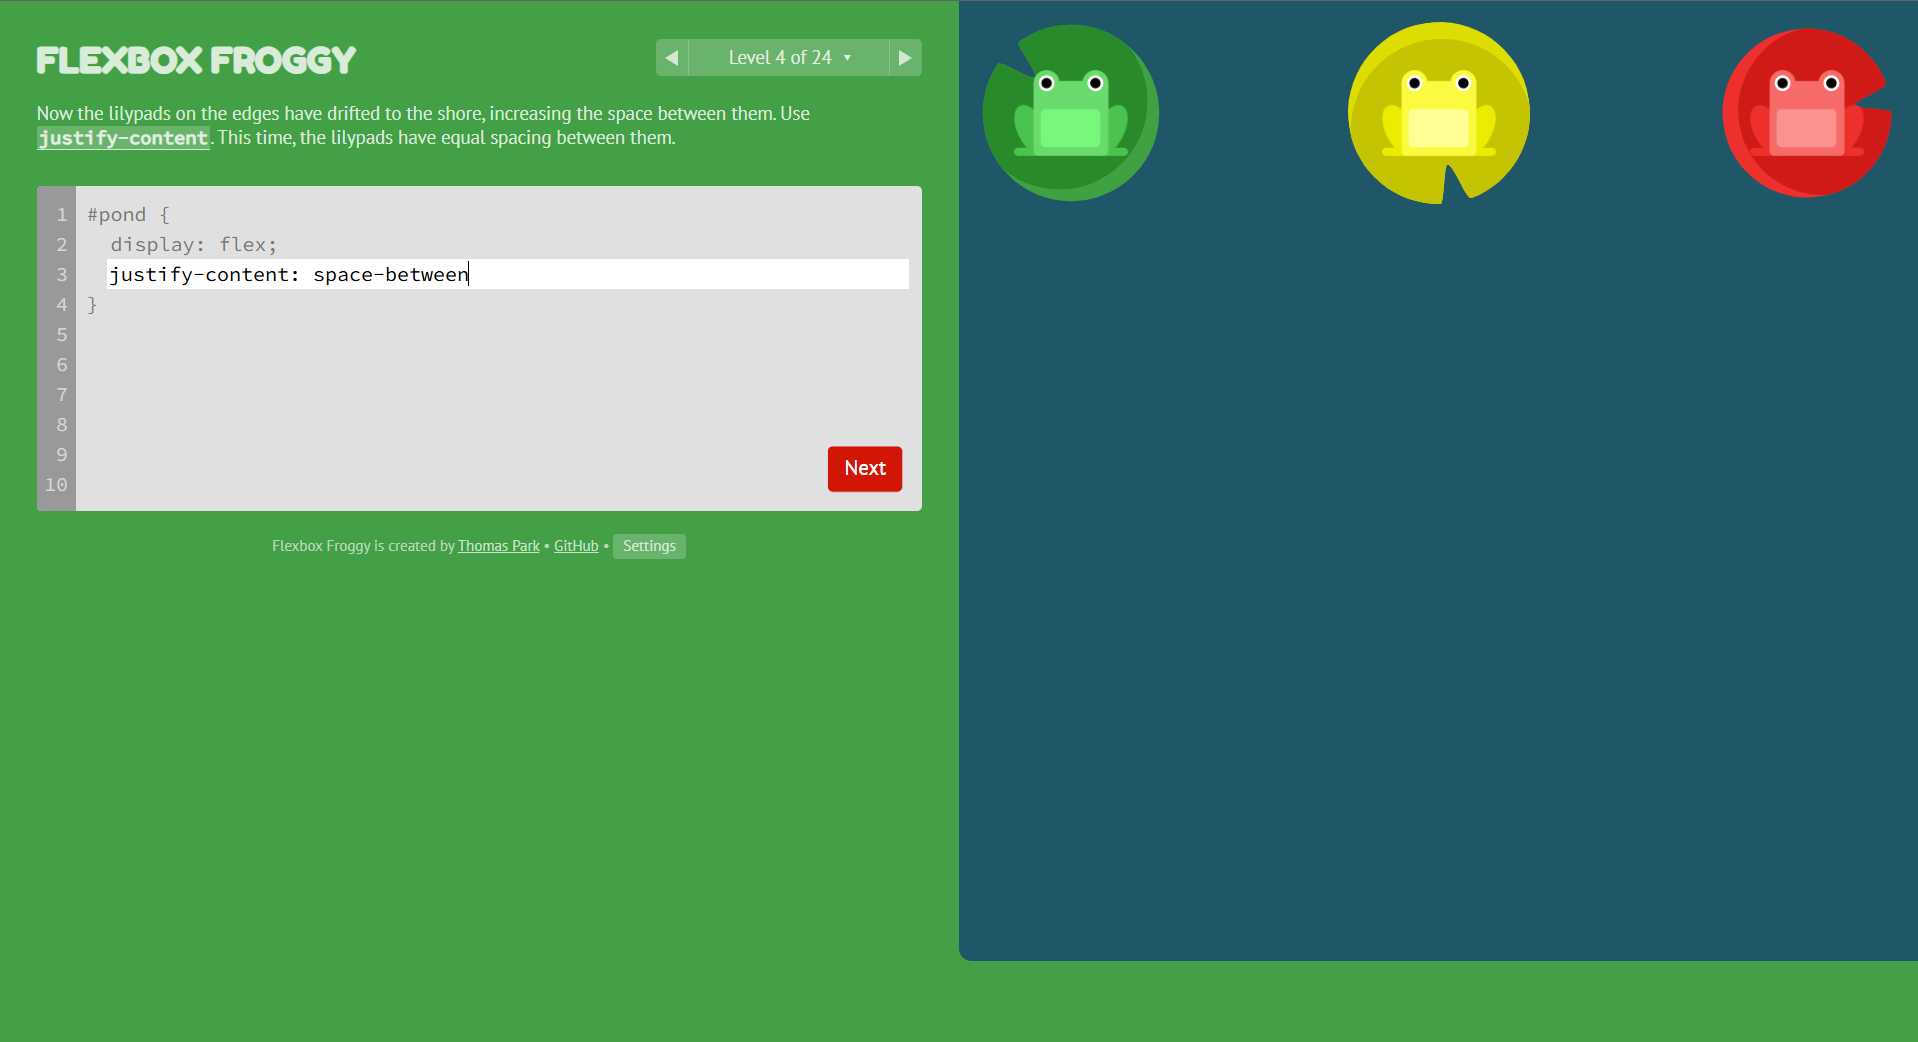 FLEXBOX FROGGY
Level 4 of 24
Now the lilypads on the edges have drifted to the shore, increasing the space between them. Use
justify-content. This time, the lilypads have equal spacing between them.
1 #pond {
2 display: flex;
3 justify-content: space-between
4 }
5
6
7
8
9
10
Next
Flexbox Froggy is created by Thomas Park • GitHub • Settings